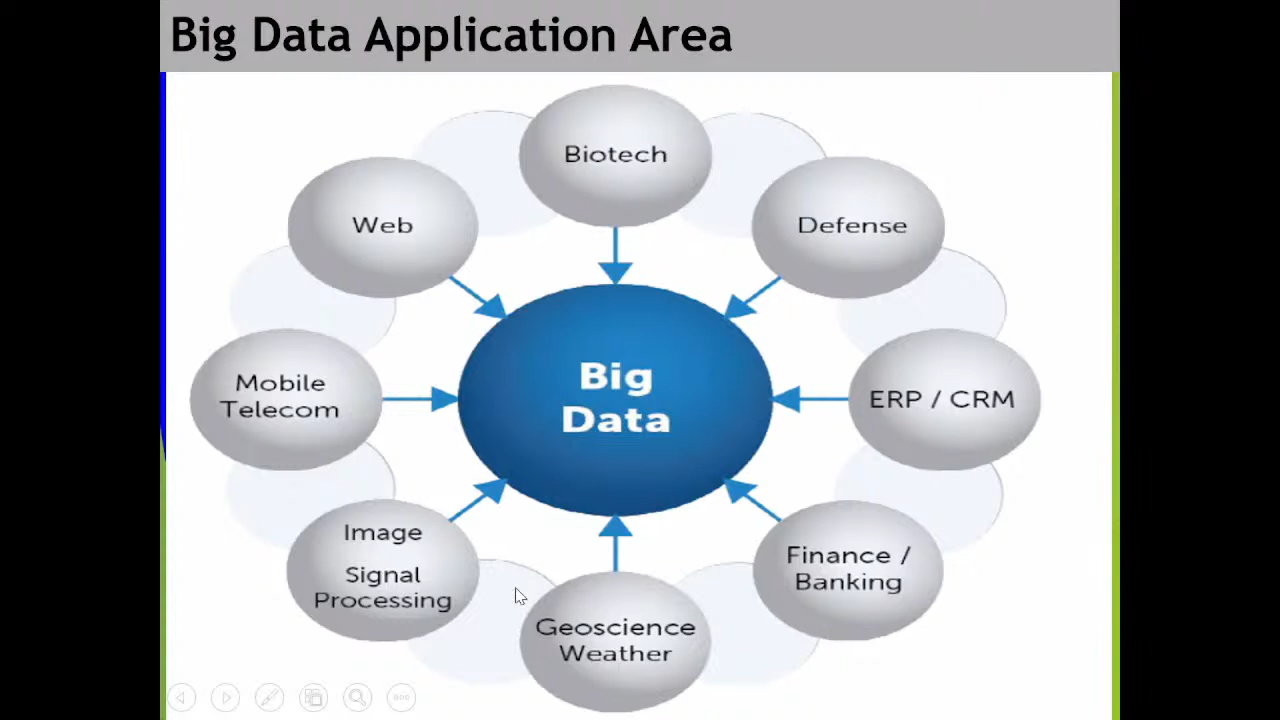 Big Data Application Area
Biotech
Web
Defense
Big
Data
Mobile
Telecom
ERP / CRM
Image
Signal
Processing
Finance /
Banking
Geoscience
Weather